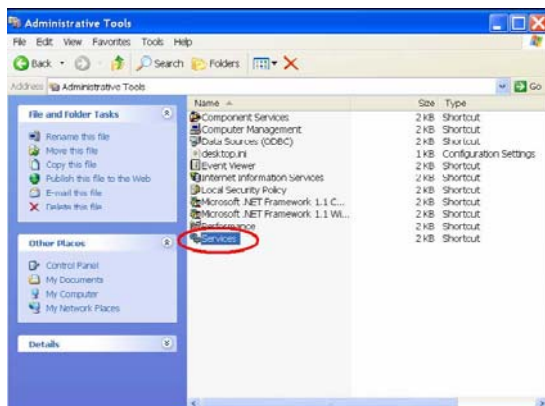 Administrative Tools
File Edit View Favorites Tools Help
Back Search Folders
Address Administrative Tools Go
File and Folder Tasks
Rename this file
Move this file
Copy this file
Publish this file to the Web
E-mail this file
Delete this file
Other Places
Control Panel
My Documents
My Computer
My Network Places
Details
Name Size Type
Component Services 2 KB Shortcut
Computer Management 2 KB Shortcut
Data Sources (ODBC) 2 KB Shortcut
desktop.ini 1 KB Configuration Settings
Event Viewer 2 KB Shortcut
Internet Information Services 2 KB Shortcut
Local Security Policy 2 KB Shortcut
Microsoft .NET Framework 1.1 C... 2 KB Shortcut
Microsoft .NET Framework 1.1 Wi... 2 KB Shortcut
Performance 2 KB Shortcut
Services 2 KB Shortcut